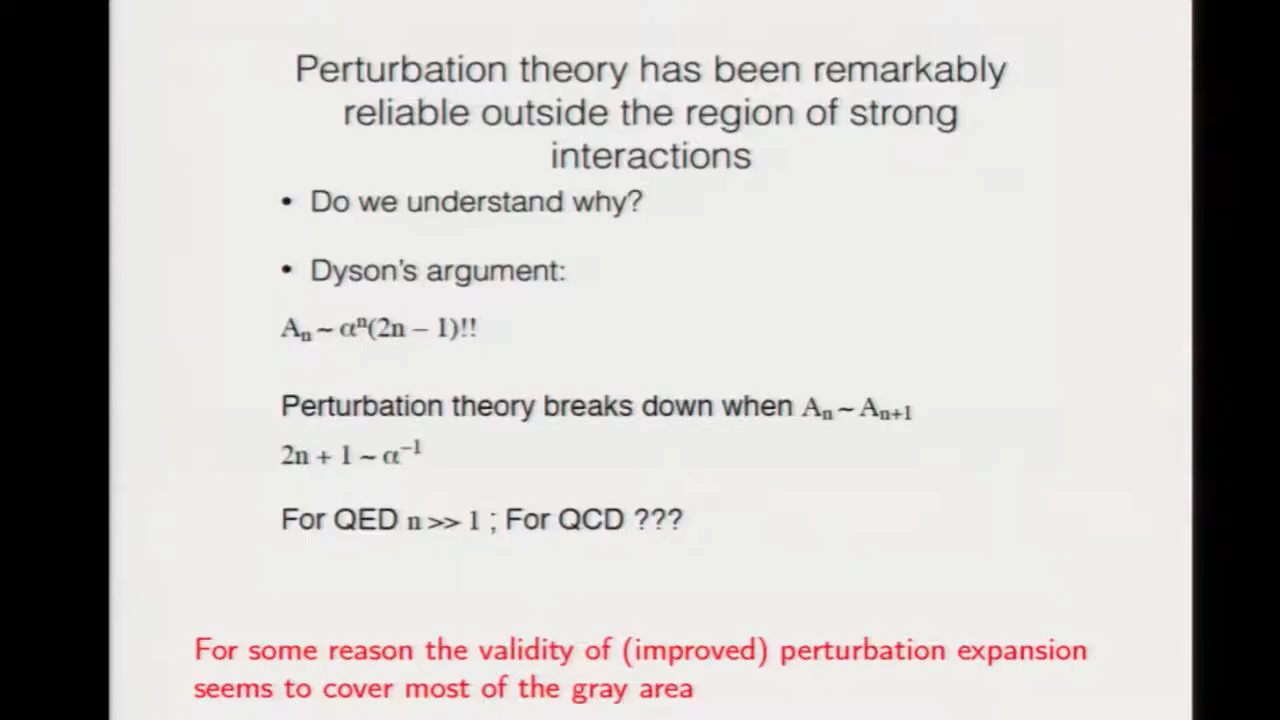 Perturbation theory has been remarkably
reliable outside the region of strong
interactions
• Do we understand why?
• Dyson's argument:
Aₙ ~ αⁿ(2n – 1)!!
Perturbation theory breaks down when Aₙ ~ Aₙ₊₁
2n + 1 ~ α⁻¹
For QED n >> 1 ; For QCD ???
For some reason the validity of (improved) perturbation expansion
seems to cover most of the gray area